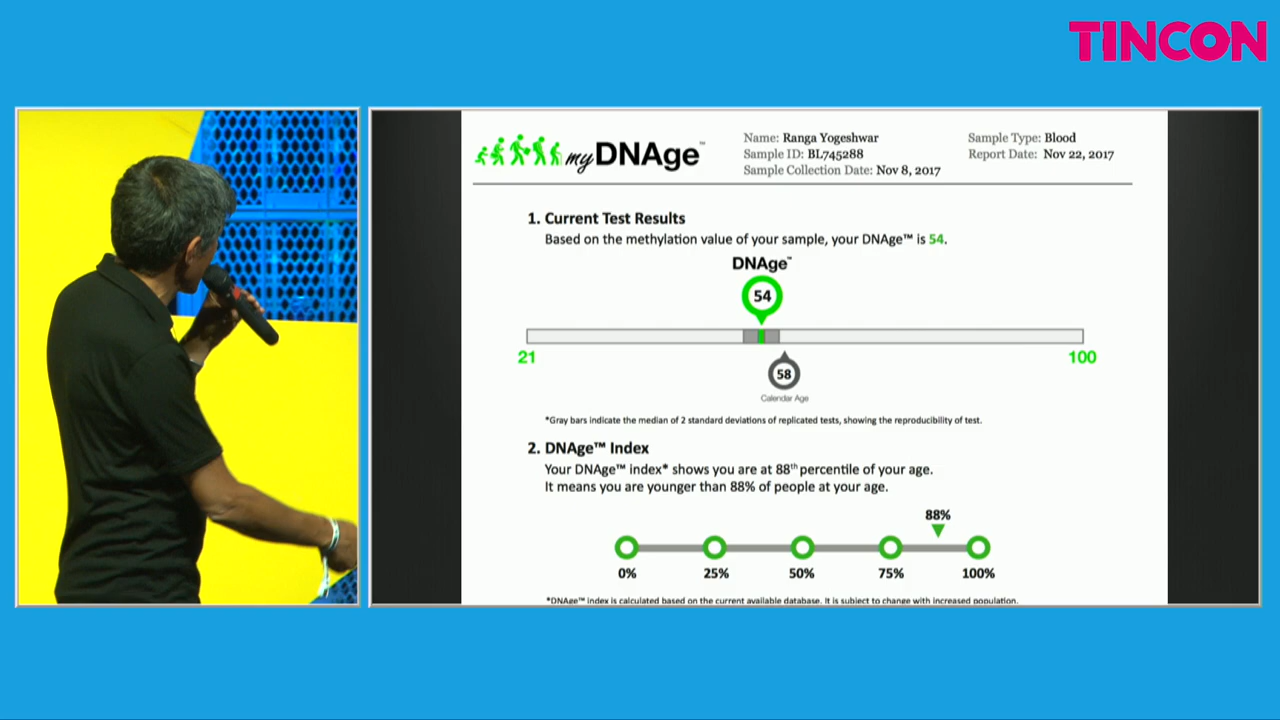 TINCON
my DNAge™
Name: Ranga Yogeshwar
Sample ID: BL745288
Sample Collection Date: Nov 8, 2017
Sample Type: Blood
Report Date: Nov 22, 2017
1. Current Test Results
Based on the methylation value of your sample, your DNAge™ is 54.
DNAge™
54
21
100
58
Calendar Age
*Gray bars indicate the median of 2 standard deviations of replicated tests, showing the reproducibility of test.
2. DNAge™ Index
Your DNAge™ index* shows you are at 88th percentile of your age.
It means you are younger than 88% of people at your age.
88%
0% 25% 50% 75% 100%
*DNAge™ index is calculated based on the current available database. It is subject to change with increased population.